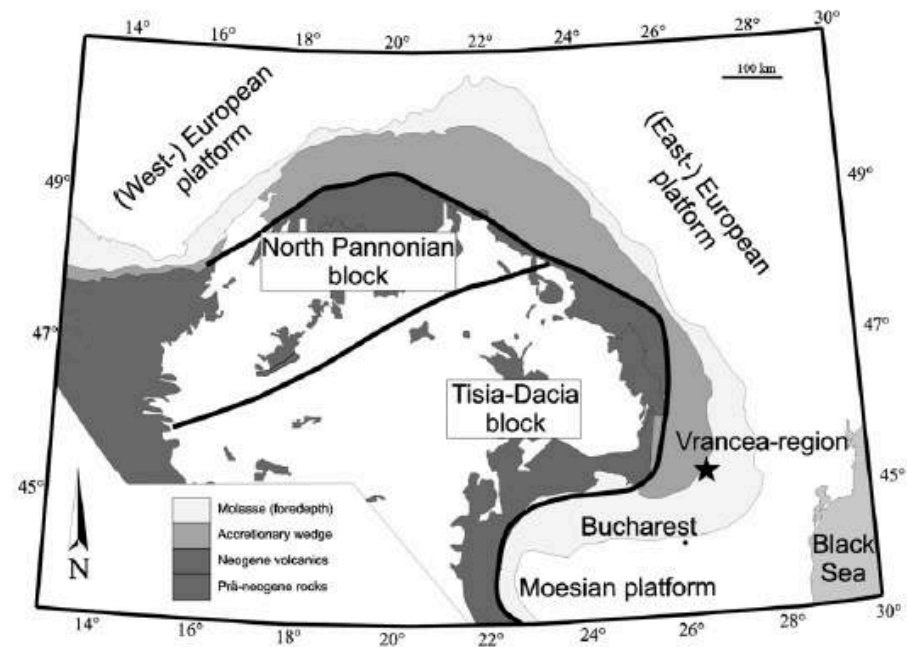 14° 16° 18° 20° 22° 24° 26° 28° 30°
100 km
(West-) European
platform
(East-) European
platform
49°
49°
North Pannonian
block
47°
47°
Tisia-Dacia
block
Vrancea-region
45°
45°
Molasse (foredepth)
Accretionary wedge
Neogene volcanics
Prä-neogene rocks
N
Bucharest
Moesian platform
Black
Sea
14° 16° 18° 20° 22° 24° 26° 28° 30°